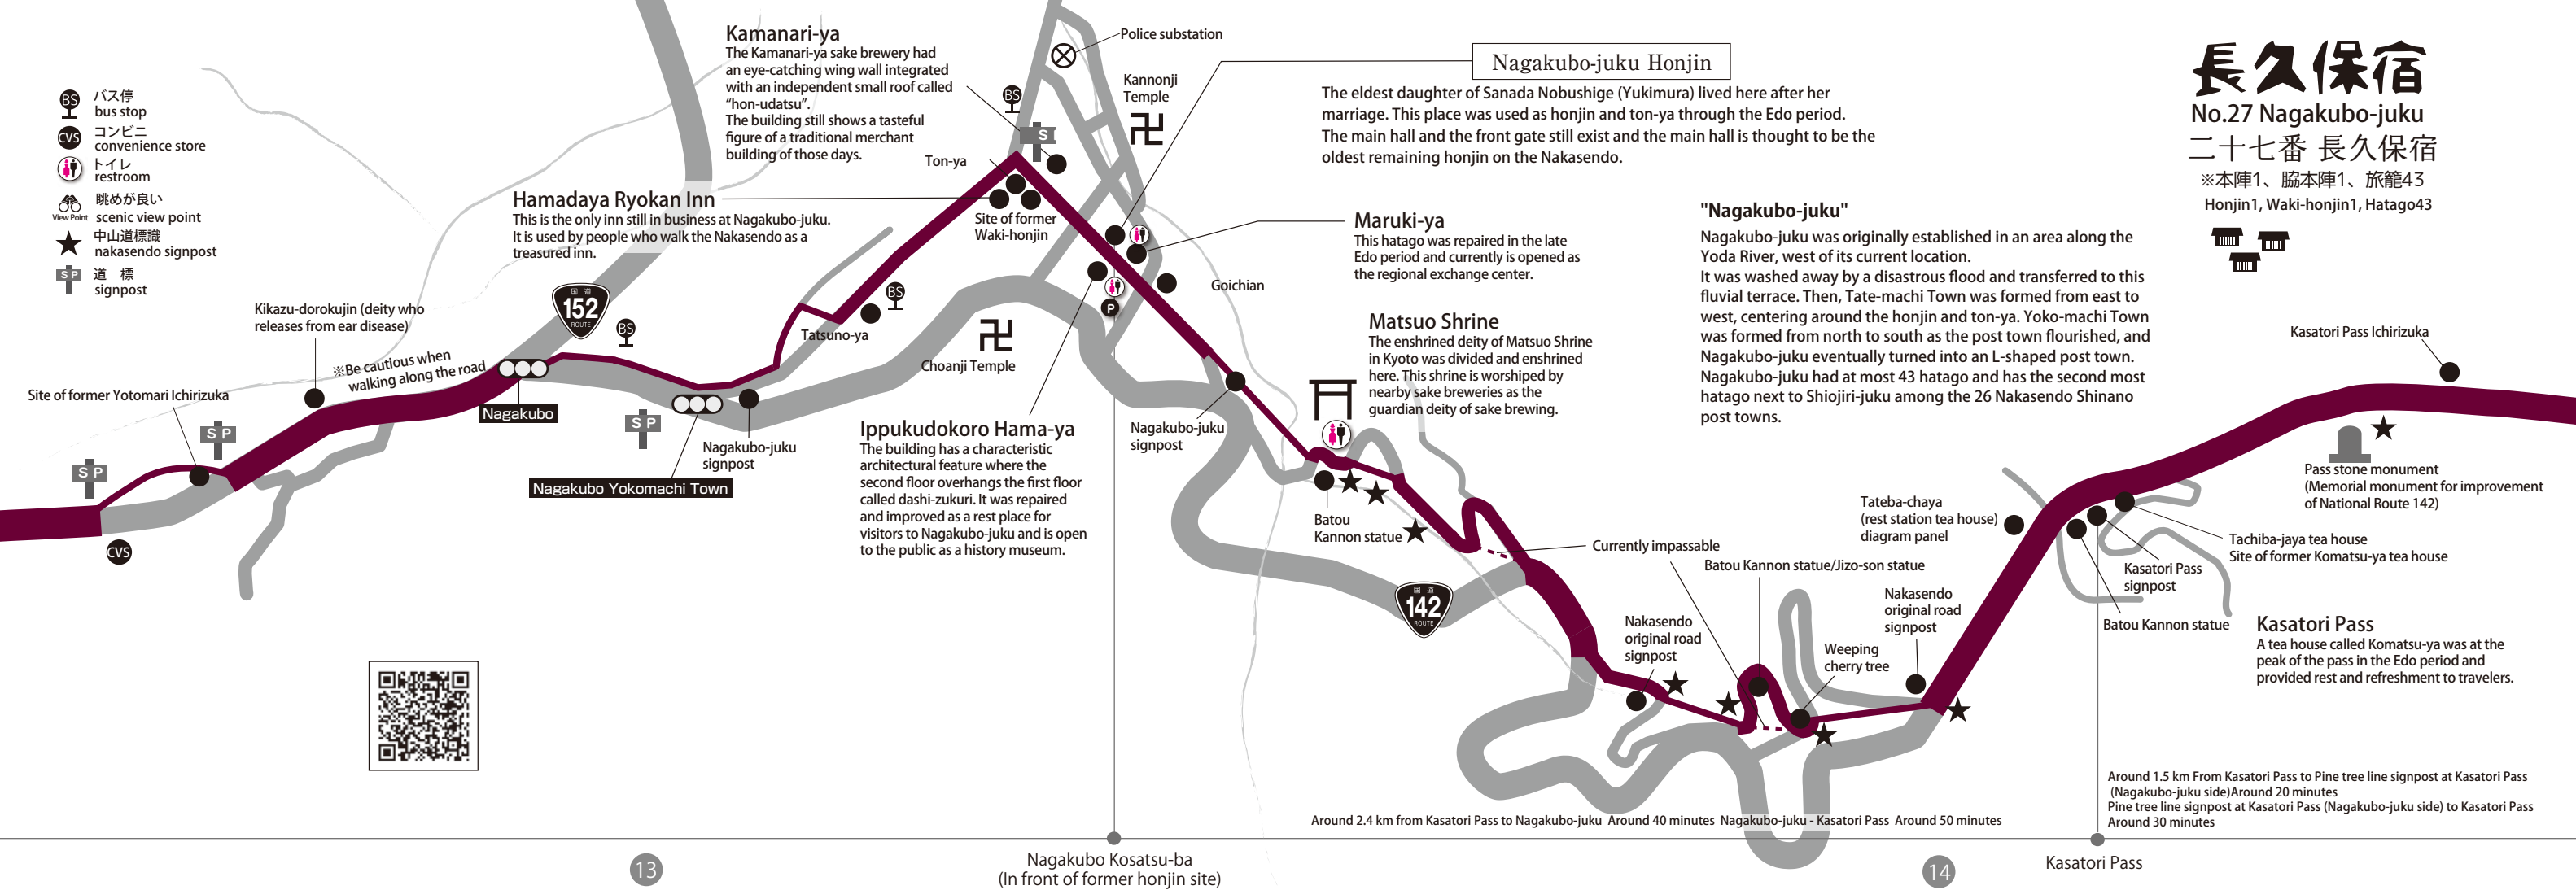 BS バス停
bus stop
CVS コンビニ
convenience store
トイレ
restroom
眺めが良い
View Point scenic view point
中山道標識
nakasendo signpost
S P 道 標
signpost
Kamanari-ya
The Kamanari-ya sake brewery had
an eye-catching wing wall integrated
with an independent small roof called
“hon-udatsu”.
The building still shows a tasteful
figure of a traditional merchant
building of those days.
Hamadaya Ryokan Inn
This is the only inn still in business at Nagakubo-juku.
It is used by people who walk the Nakasendo as a
treasured inn.
Ton-ya
Site of former
Waki-honjin
BS
S
Police substation
Kannonji
Temple
卍
Nagakubo-juku Honjin
The eldest daughter of Sanada Nobushige (Yukimura) lived here after her
marriage. This place was used as honjin and ton-ya through the Edo period.
The main hall and the front gate still exist and the main hall is thought to be the
oldest remaining honjin on the Nakasendo.
長久保宿
No.27 Nagakubo-juku
二十七番 長久保宿
※本陣1、脇本陣1、旅籠43
Honjin1, Waki-honjin1, Hatago43
Maruki-ya
This hatago was repaired in the late
Edo period and currently is opened as
the regional exchange center.
Goichian
P
"Nagakubo-juku"
Nagakubo-juku was originally established in an area along the
Yoda River, west of its current location.
It was washed away by a disastrous flood and transferred to this
fluvial terrace. Then, Tate-machi Town was formed from east to
west, centering around the honjin and ton-ya. Yoko-machi Town
was formed from north to south as the post town flourished, and
Nagakubo-juku eventually turned into an L-shaped post town.
Nagakubo-juku had at most 43 hatago and has the second most
hatago next to Shiojiri-juku among the 26 Nakasendo Shinano
post towns.
Matsuo Shrine
The enshrined deity of Matsuo Shrine
in Kyoto was divided and enshrined
here. This shrine is worshiped by
nearby sake breweries as the
guardian deity of sake brewing.
Kikazu-dorokujin (deity who
releases from ear disease)
※Be cautious when
walking along the road
Site of former Yotomari Ichirizuka
S P
S P
CVS
国道
152
ROUTE
BS
Nagakubo
S P
Nagakubo Yokomachi Town
Nagakubo-juku
signpost
Tatsuno-ya
BS
卍
Choanji Temple
Ippukudokoro Hama-ya
The building has a characteristic
architectural feature where the
second floor overhangs the first floor
called dashi-zukuri. It was repaired
and improved as a rest place for
visitors to Nagakubo-juku and is open
to the public as a history museum.
Nagakubo-juku
signpost
Batou
Kannon statue
国道
142
ROUTE
Currently impassable
Batou Kannon statue/Jizo-son statue
Nakasendo
original road
signpost
Weeping
cherry tree
Nakasendo
original road
signpost
Tateba-chaya
(rest station tea house)
diagram panel
Kasatori Pass Ichirizuka
Pass stone monument
(Memorial monument for improvement
of National Route 142)
Tachiba-jaya tea house
Site of former Komatsu-ya tea house
Kasatori Pass
signpost
Batou Kannon statue
Kasatori Pass
A tea house called Komatsu-ya was at the
peak of the pass in the Edo period and
provided rest and refreshment to travelers.
Around 1.5 km From Kasatori Pass to Pine tree line signpost at Kasatori Pass
(Nagakubo-juku side)Around 20 minutes
Pine tree line signpost at Kasatori Pass (Nagakubo-juku side) to Kasatori Pass
Around 30 minutes
Around 2.4 km from Kasatori Pass to Nagakubo-juku Around 40 minutes Nagakubo-juku - Kasatori Pass Around 50 minutes
13
Nagakubo Kosatsu-ba
(In front of former honjin site)
14
Kasatori Pass